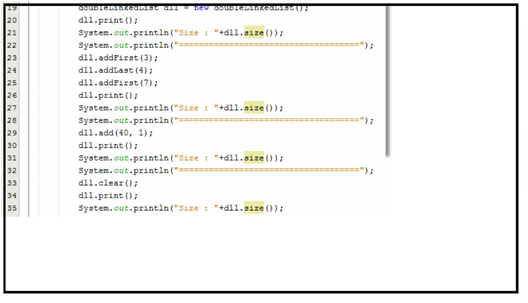 19 doubleLinkedList dll = new doubleLinkedList();
20 dll.print();
21 System.out.println("Size : "+dll.size());
22 System.out.println("====================================");
23 dll.addFirst(3);
24 dll.addLast(4);
25 dll.addFirst(7);
26 dll.print();
27 System.out.println("Size : "+dll.size());
28 System.out.println("====================================");
29 dll.add(40, 1);
30 dll.print();
31 System.out.println("Size : "+dll.size());
32 System.out.println("====================================");
33 dll.clear();
34 dll.print();
35 System.out.println("Size : "+dll.size());